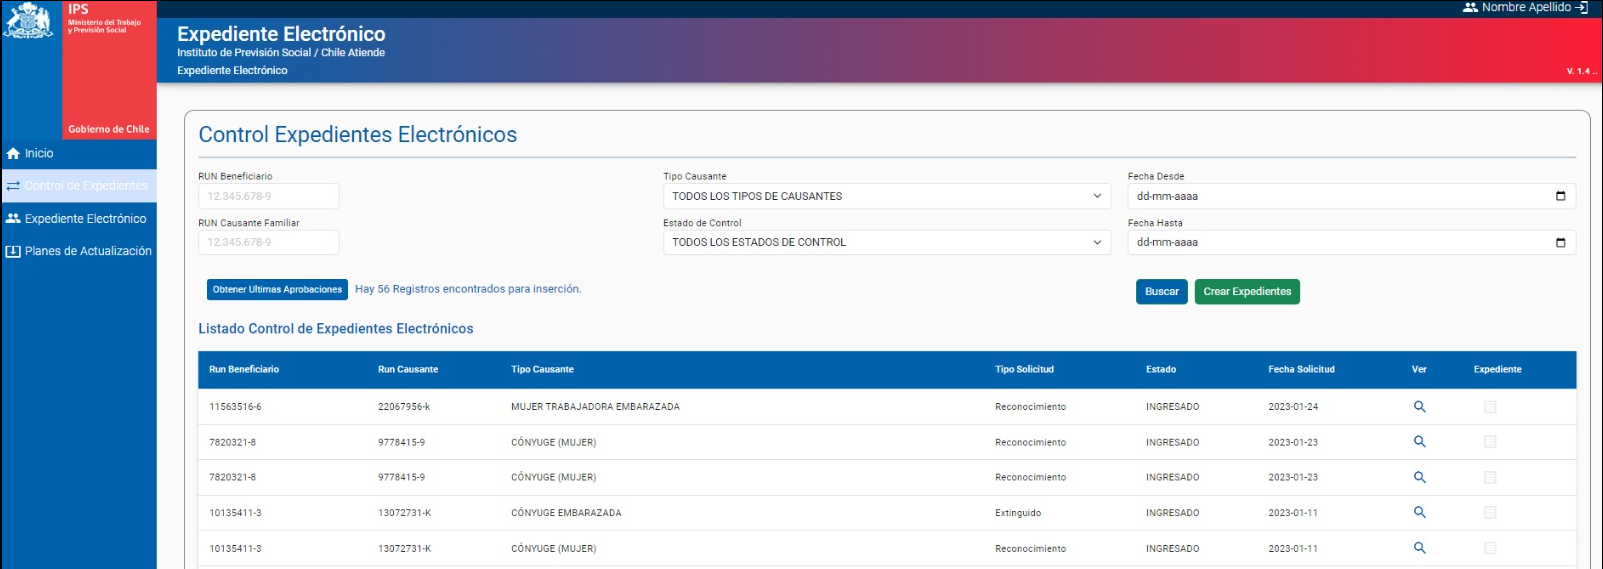 IPS
Ministerio del Trabajo
y Previsión Social
Gobierno de Chile
Nombre Apellido
Expediente Electrónico
Instituto de Previsión Social / Chile Atiende
Expediente Electrónico
V. 1.4 ..
Inicio
Control de Expedientes
Expediente Electrónico
Planes de Actualización
Control Expedientes Electrónicos
RUN Beneficiario
12.345.678-9
Tipo Causante
TODOS LOS TIPOS DE CAUSANTES
Fecha Desde
dd-mm-aaaa
RUN Causante Familiar
12.345.678-9
Estado de Control
TODOS LOS ESTADOS DE CONTROL
Fecha Hasta
dd-mm-aaaa
Obtener Ultimas Aprobaciones Hay 56 Registros encontrados para inserción.
Buscar Crear Expedientes
Listado Control de Expedientes Electrónicos
Run Beneficiario Run Causante Tipo Causante Tipo Solicitud Estado Fecha Solicitud Ver Expediente
11563516-6 22067956-k MUJER TRABAJADORA EMBARAZADA Reconocimiento INGRESADO 2023-01-24
7820321-8 9778415-9 CÓNYUGE (MUJER) Reconocimiento INGRESADO 2023-01-23
7820321-8 9778415-9 CÓNYUGE (MUJER) Reconocimiento INGRESADO 2023-01-23
10135411-3 13072731-K CÓNYUGE EMBARAZADA Extinguido INGRESADO 2023-01-11
10135411-3 13072731-K CÓNYUGE (MUJER) Reconocimiento INGRESADO 2023-01-11